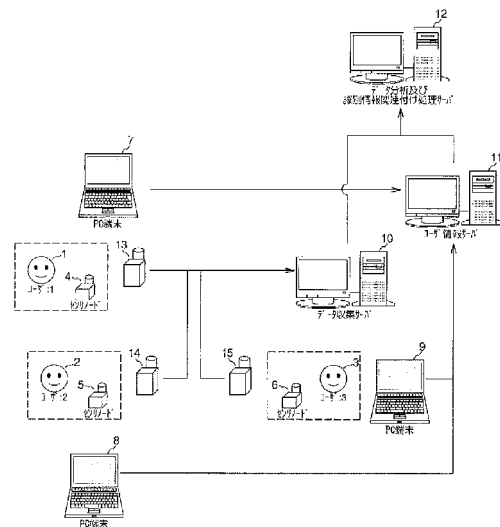 12
データ分析及び
識別情報関連付け処理サーバ
7
11
PC端末
ユーザ情報サーバ
13
1
10
4
ユーザ:1
センサノード
データ収集サーバ
2
14
15
3
9
5
6
ユーザ:2
センサノード
ユーザ:3
センサノード
PC端末
8
PC端末